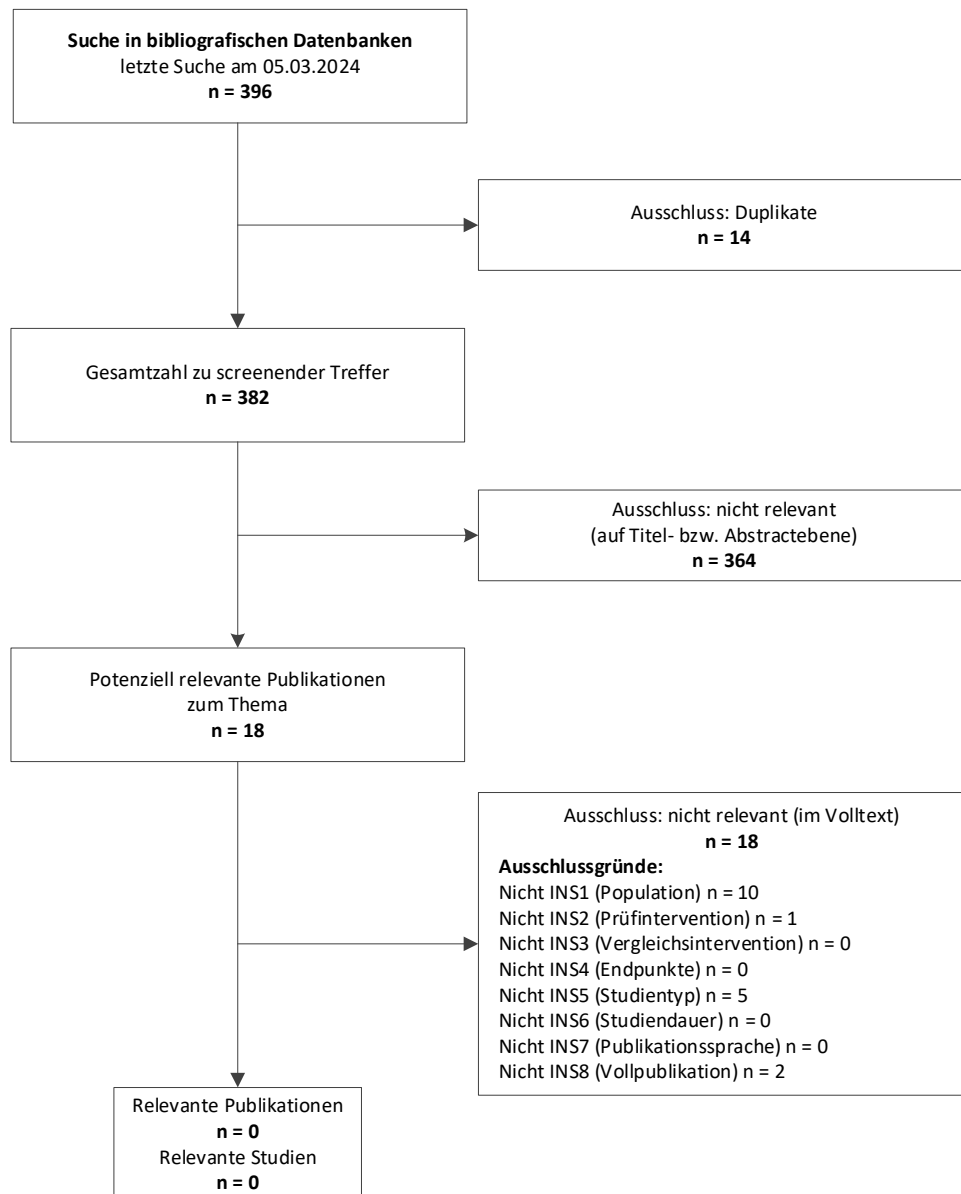 Suche in bibliografischen Datenbanken
letzte Suche am 05.03.2024
n = 396
Ausschluss: Duplikate
n = 14
Gesamtzahl zu screenender Treffer
n = 382
Ausschluss: nicht relevant
(auf Titel- bzw. Abstractebene)
n = 364
Potenziell relevante Publikationen
zum Thema
n = 18
Ausschluss: nicht relevant (im Volltext)
n = 18
Ausschlussgründe:
Nicht INS1 (Population) n = 10
Nicht INS2 (Prüfintervention) n = 1
Nicht INS3 (Vergleichsintervention) n = 0
Nicht INS4 (Endpunkte) n = 0
Nicht INS5 (Studientyp) n = 5
Nicht INS6 (Studiendauer) n = 0
Nicht INS7 (Publikationssprache) n = 0
Nicht INS8 (Vollpublikation) n = 2
Relevante Publikationen
n = 0
Relevante Studien
n = 0